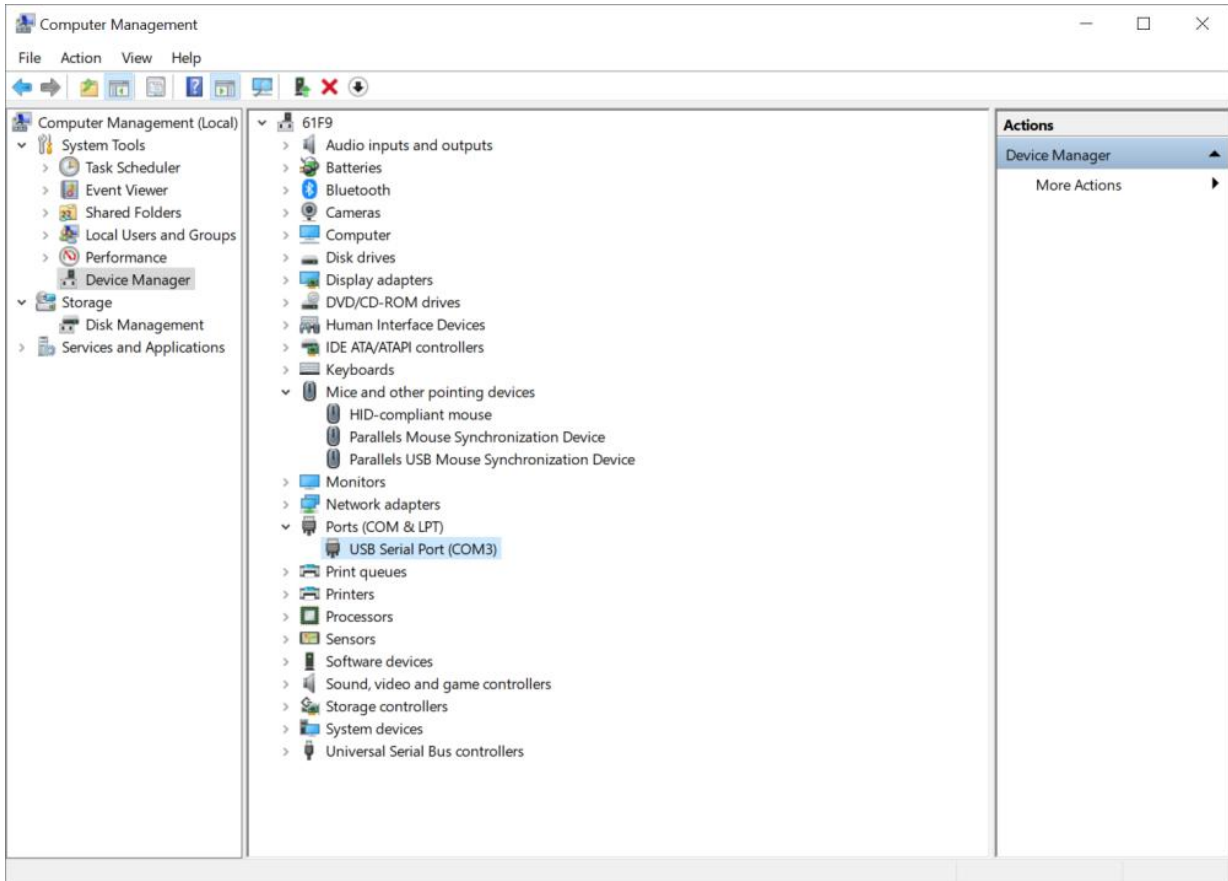 Computer Management
File Action View Help
Computer Management (Local)
System Tools
Task Scheduler
Event Viewer
Shared Folders
Local Users and Groups
Performance
Device Manager
Storage
Disk Management
Services and Applications
61F9
Audio inputs and outputs
Batteries
Bluetooth
Cameras
Computer
Disk drives
Display adapters
DVD/CD-ROM drives
Human Interface Devices
IDE ATA/ATAPI controllers
Keyboards
Mice and other pointing devices
HID-compliant mouse
Parallels Mouse Synchronization Device
Parallels USB Mouse Synchronization Device
Monitors
Network adapters
Ports (COM & LPT)
USB Serial Port (COM3)
Print queues
Printers
Processors
Sensors
Software devices
Sound, video and game controllers
Storage controllers
System devices
Universal Serial Bus controllers
Actions
Device Manager
More Actions